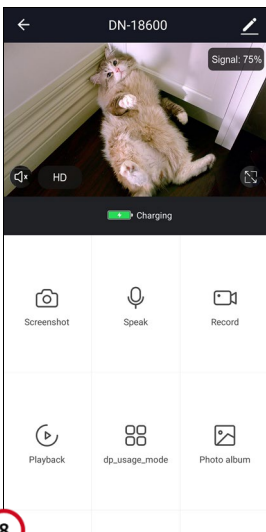 DN-18600
Signal: 75%
HD
Charging
Screenshot
Speak
Record
Playback
dp_usage_mode
Photo album
8